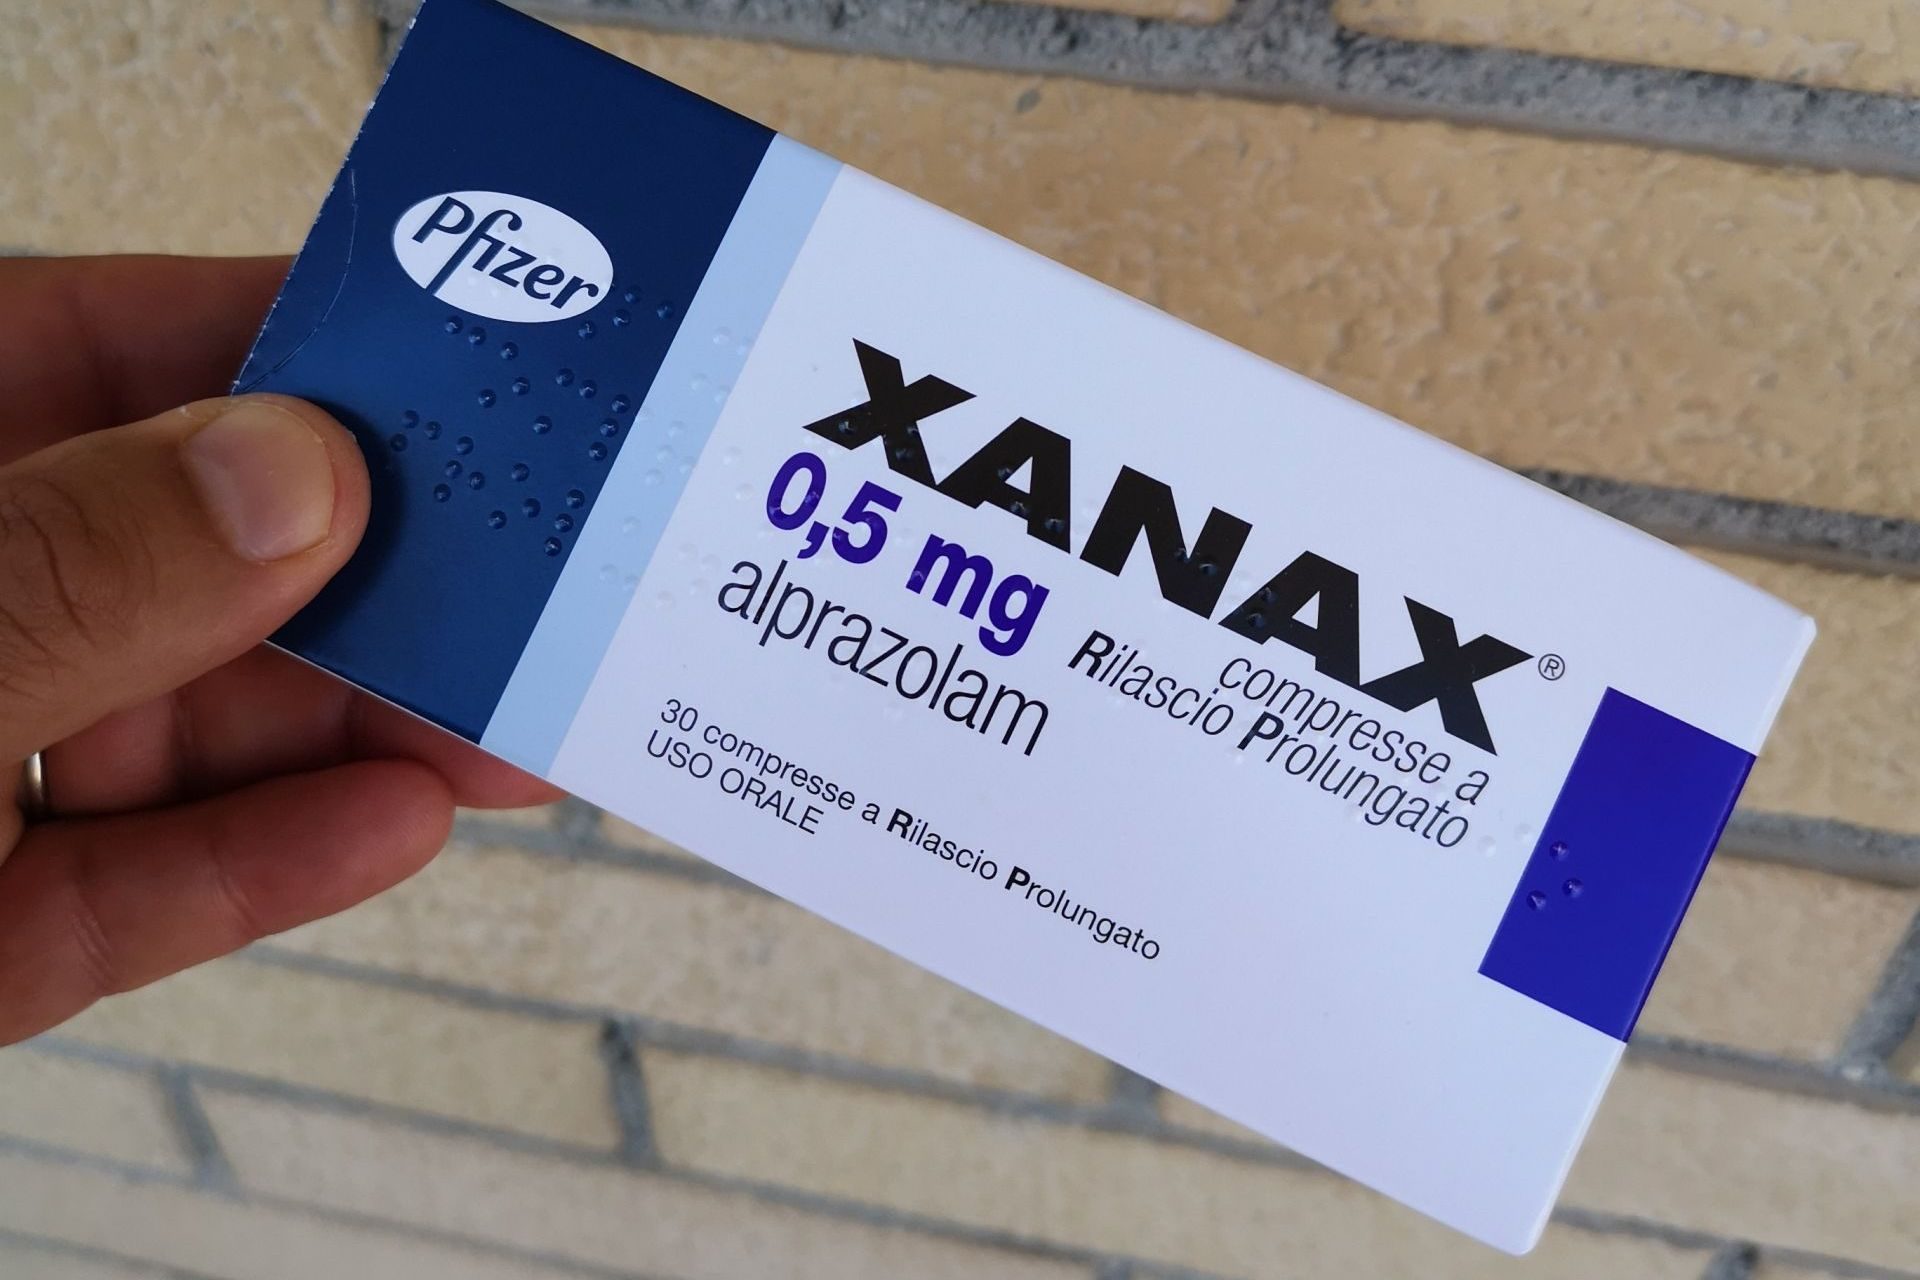 Pfizer
XANAX®
0,5 mg compresse a
alprazolam Rilascio Prolungato
30 compresse a Rilascio Prolungato
USO ORALE